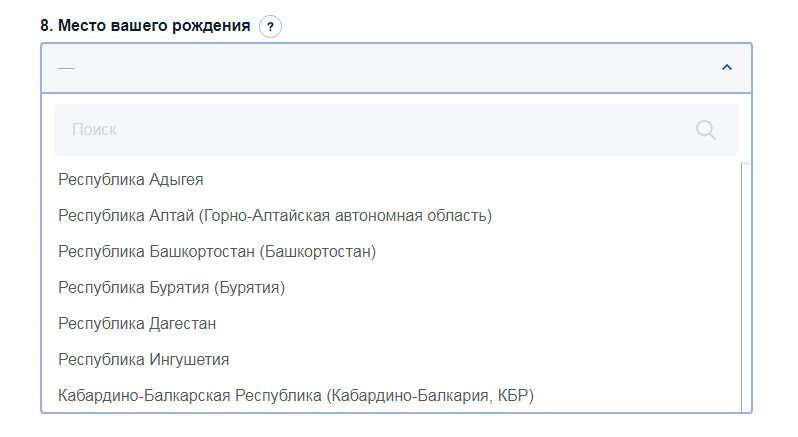 8. Место вашего рождения ?
—
Поиск
Республика Адыгея
Республика Алтай (Горно-Алтайская автономная область)
Республика Башкортостан (Башкортостан)
Республика Бурятия (Бурятия)
Республика Дагестан
Республика Ингушетия
Кабардино-Балкарская Республика (Кабардино-Балкария, КБР)